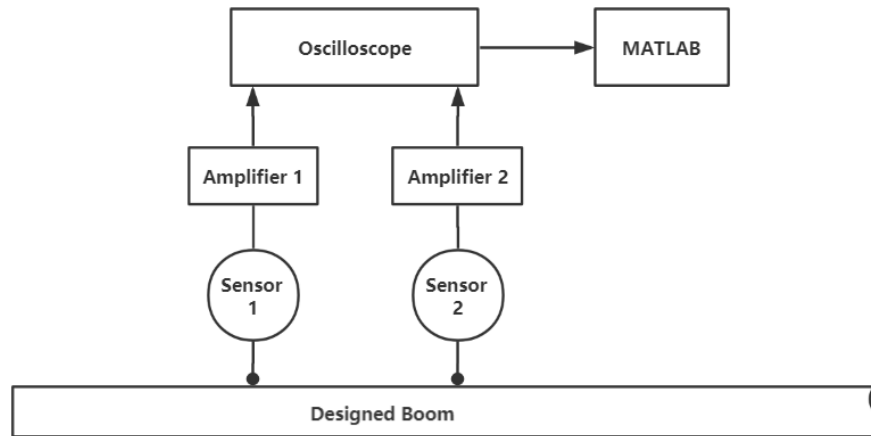 Oscilloscope
MATLAB
Amplifier 1
Amplifier 2
Sensor
1
Sensor
2
Designed Boom